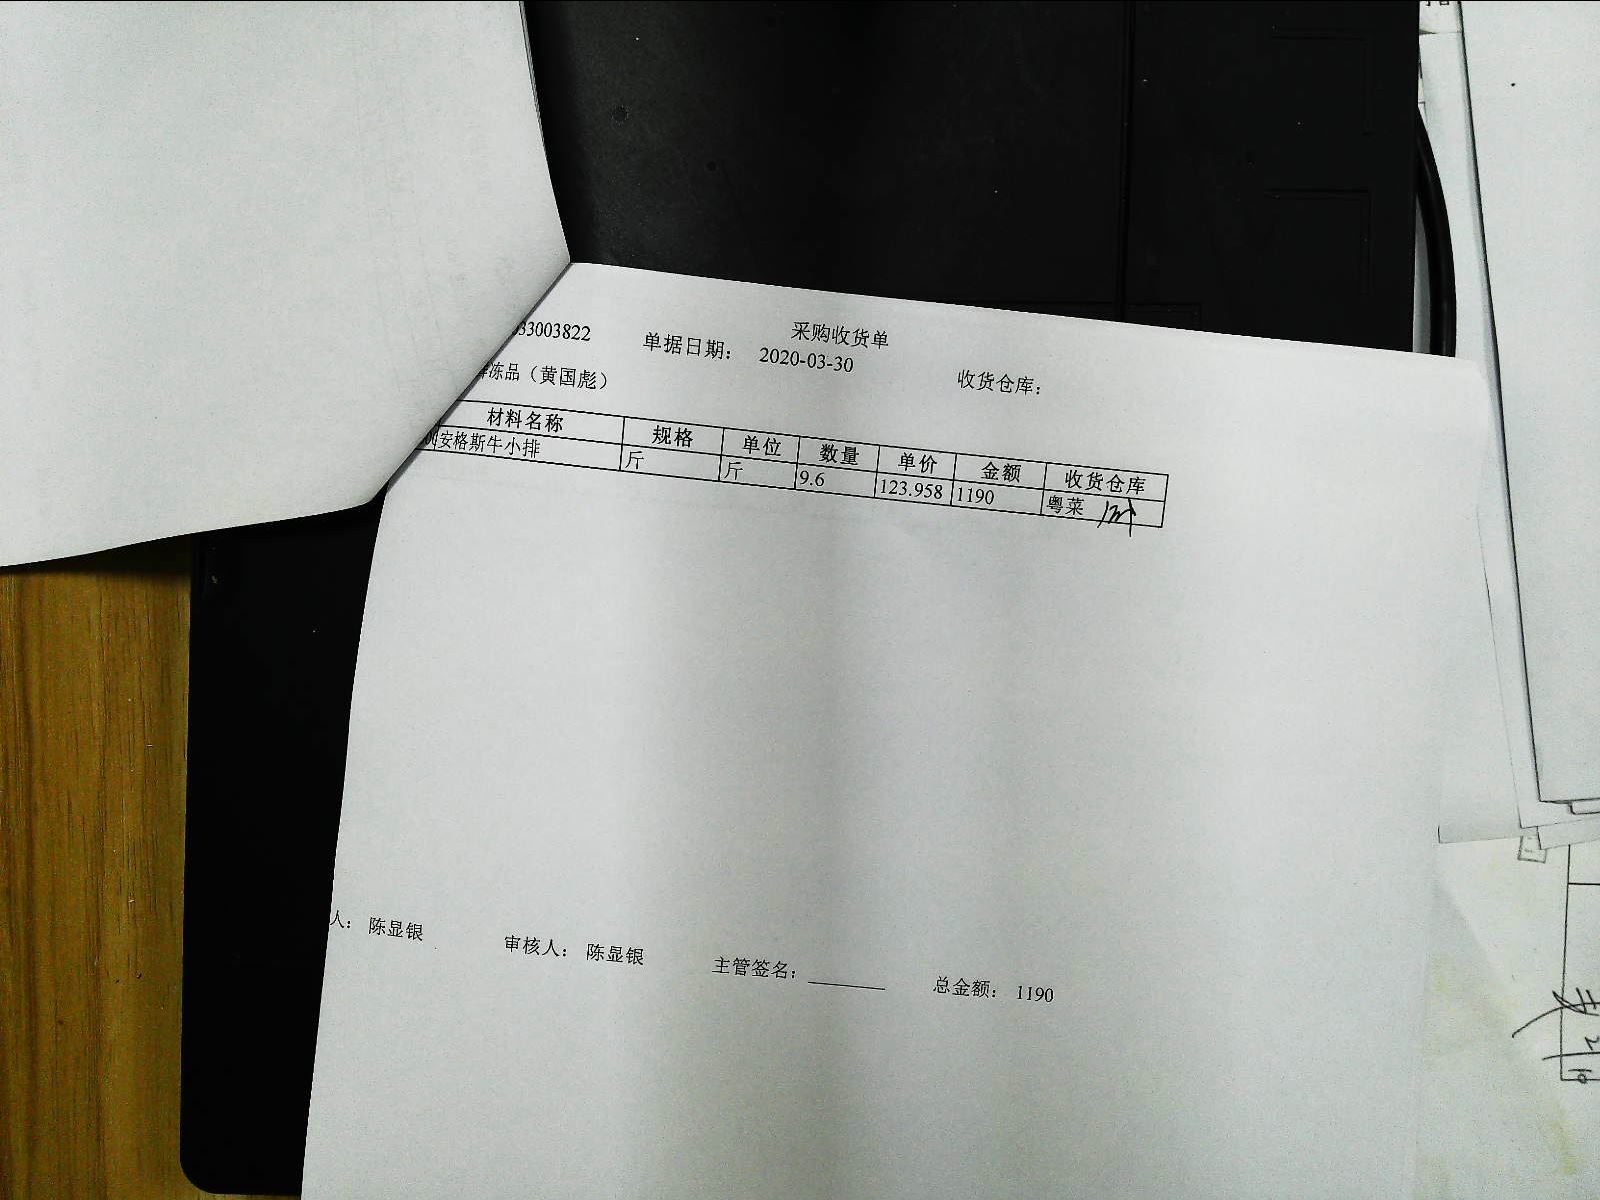 采购收货单
33003822 单据日期： 2020-03-30 收货仓库：
冻品（黄国彪）
材料名称 规格 单位 数量 单价 金额 收货仓库
安格斯牛小排 斤 斤 9.6 123.958 1190 粤菜
人： 陈显银 审核人： 陈显银 主管签名： 总金额： 1190